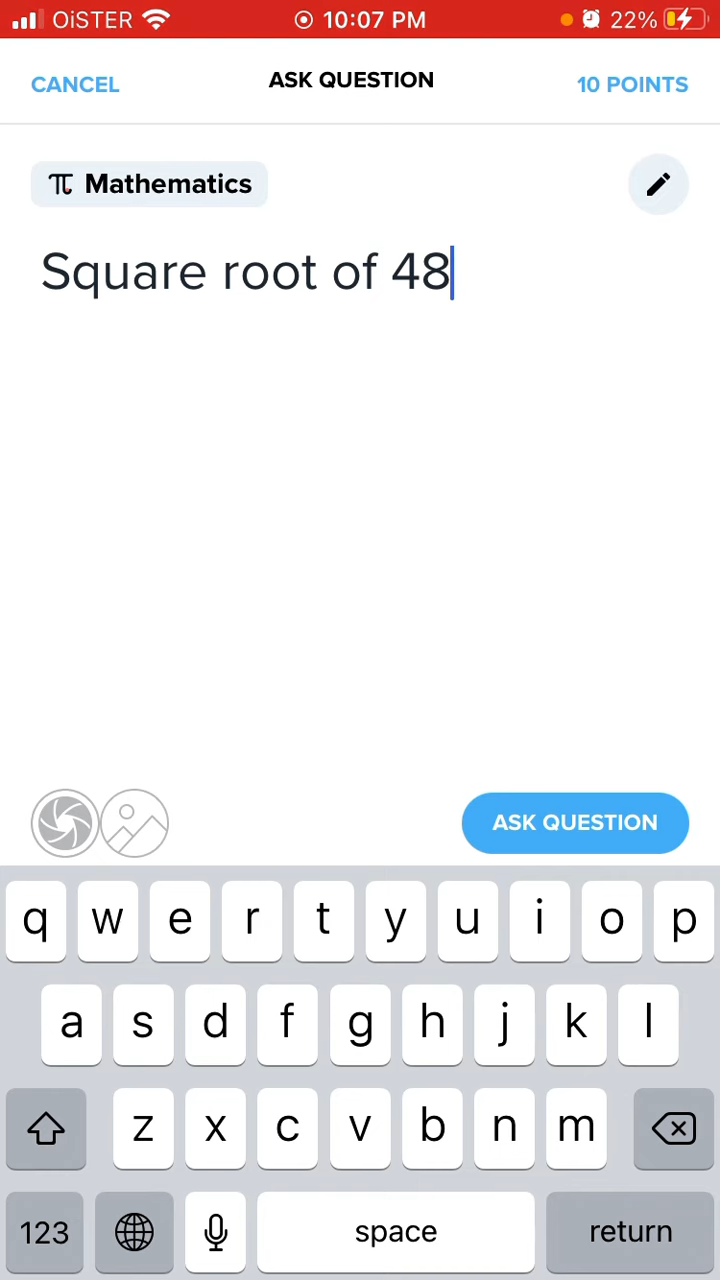 OiSTER 10:07 PM 22%
CANCEL ASK QUESTION 10 POINTS
π Mathematics
Square root of 48
ASK QUESTION
q w e r t y u i o p
a s d f g h j k l
z x c v b n m
123 space return